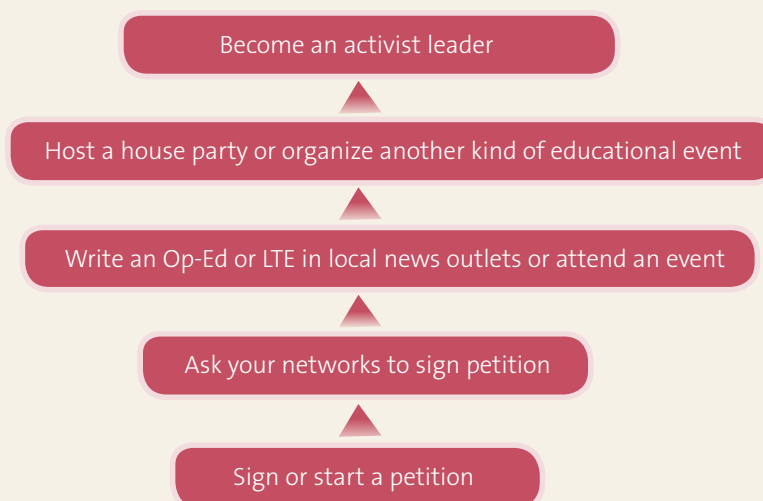 Become an activist leader
Host a house party or organize another kind of educational event
Write an Op-Ed or LTE in local news outlets or attend an event
Ask your networks to sign petition
Sign or start a petition